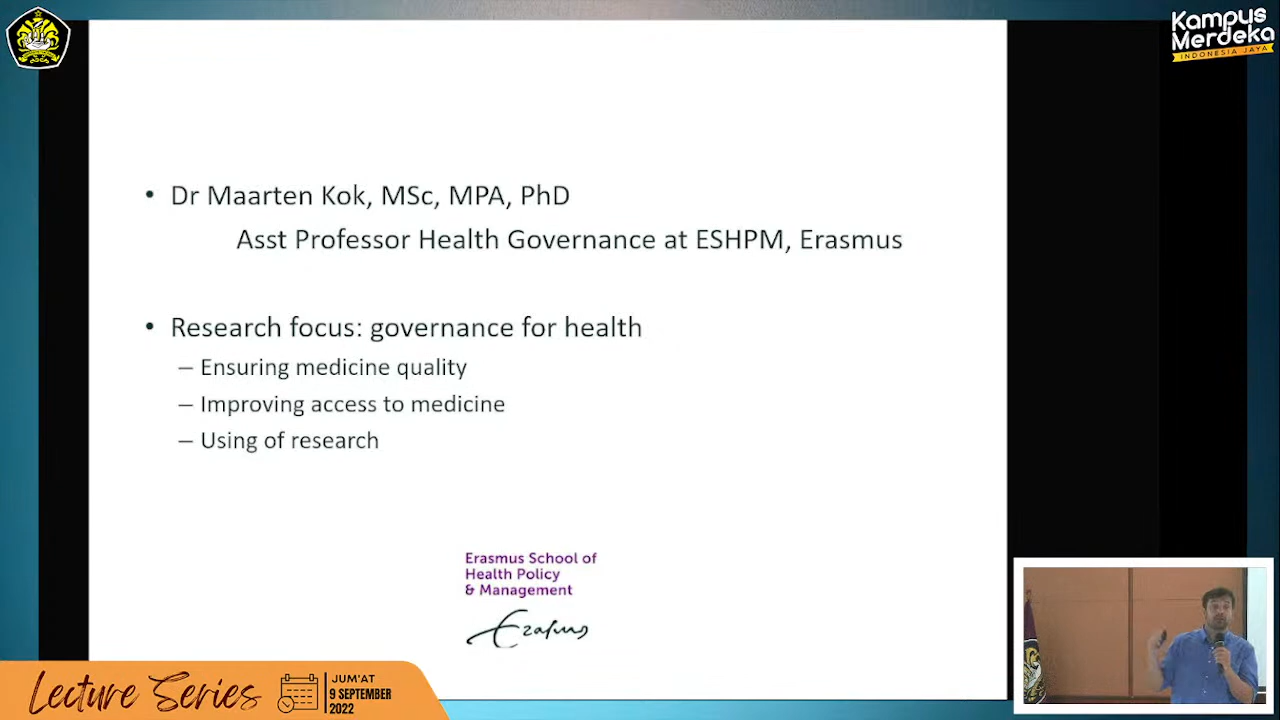 Kampus
Merdeka
INDONESIA JAYA
• Dr Maarten Kok, MSc, MPA, PhD
Asst Professor Health Governance at ESHPM, Erasmus
• Research focus: governance for health
– Ensuring medicine quality
– Improving access to medicine
– Using of research
Erasmus School of
Health Policy
& Management
Erasmus
Lecture Series
JUM'AT
9 SEPTEMBER
2022